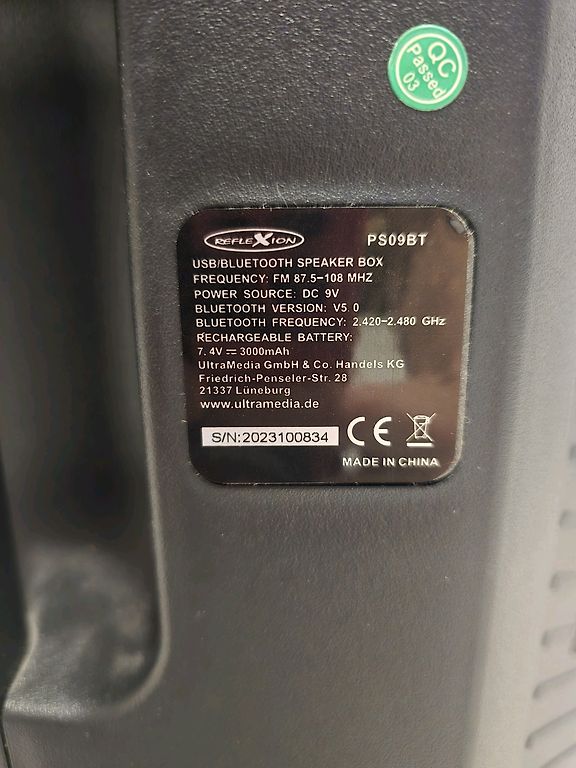 QC
Passed
03
REFLEXION
PS09BT
USB/BLUETOOTH SPEAKER BOX
FREQUENCY: FM 87.5-108 MHZ
POWER SOURCE: DC 9V
BLUETOOTH VERSION: V5.0
BLUETOOTH FREQUENCY: 2.420-2.480 GHz
RECHARGEABLE BATTERY:
7.4V ⎓ 3000mAh
UltraMedia GmbH & Co. Handels KG
Friedrich-Penseler-Str. 28
21337 Lüneburg
www.ultramedia.de
S/N:2023100834
CE
MADE IN CHINA